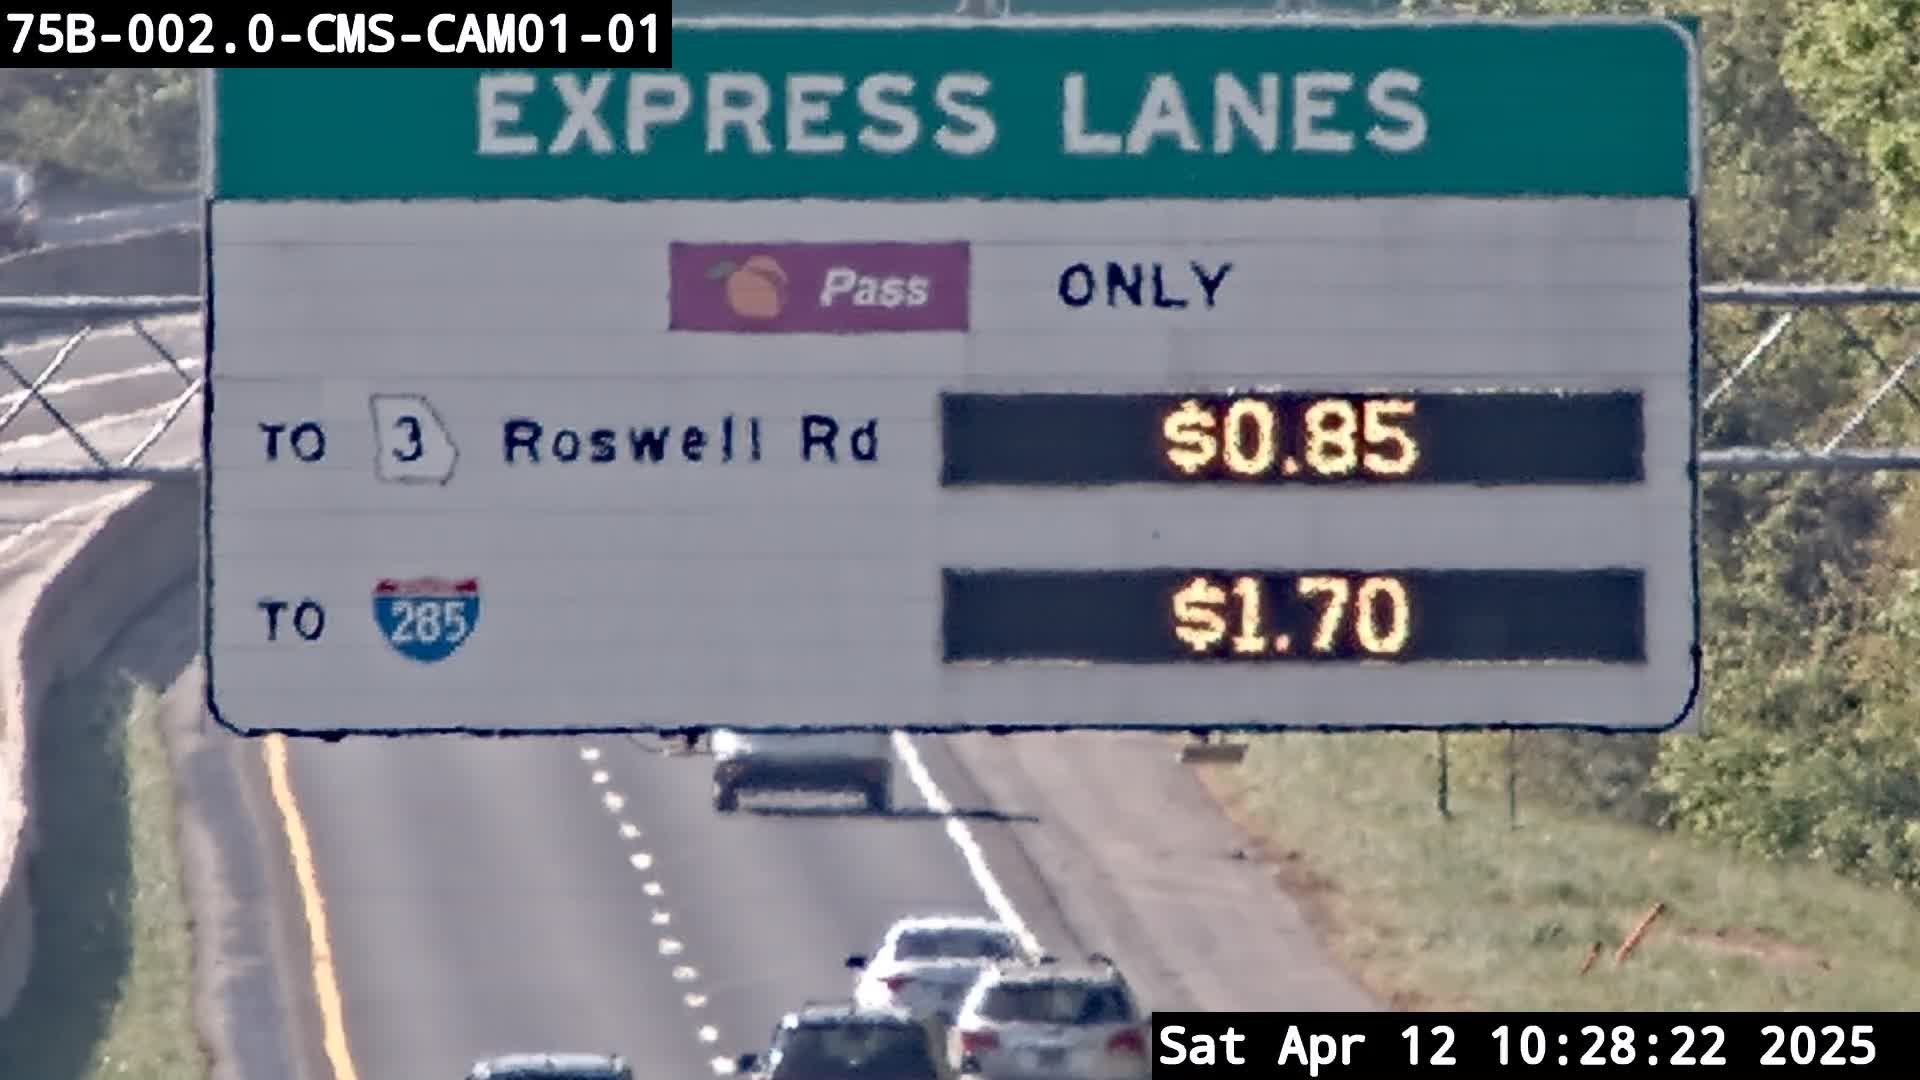 75B-002.0-CMS-CAM01-01
EXPRESS LANES
Pass ONLY
TO 3 Roswell Rd $0.85
TO 285 $1.70
Sat Apr 12 10:28:22 2025